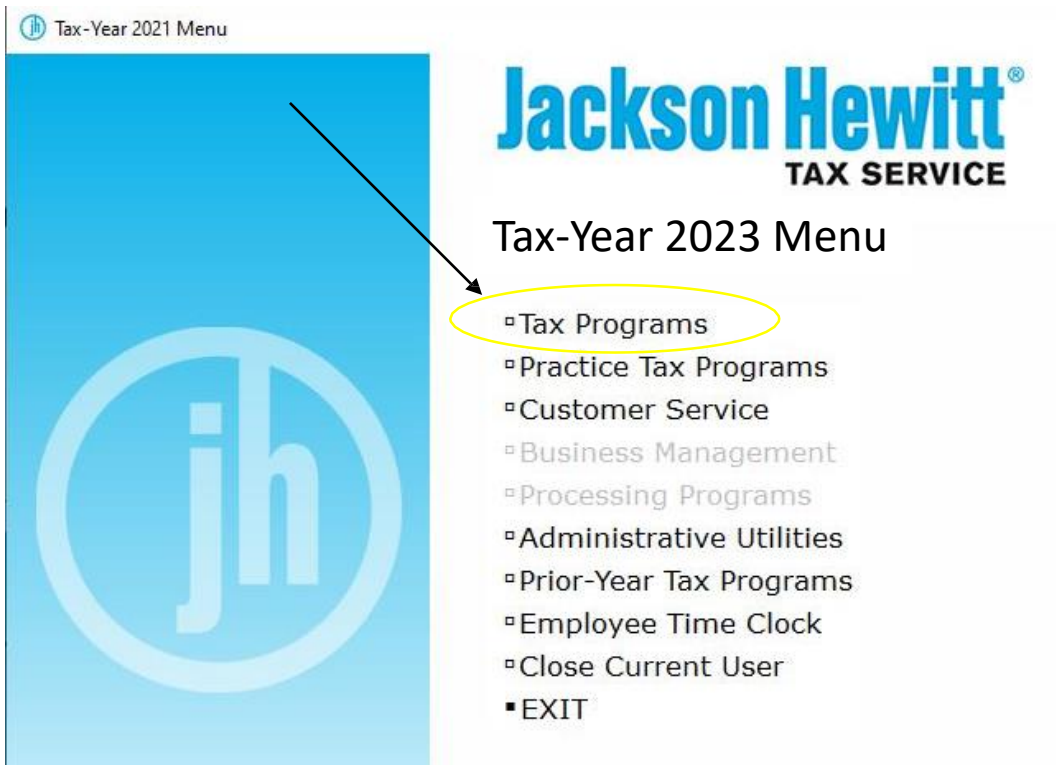 jh Tax-Year 2021 Menu
Jackson Hewitt®
TAX SERVICE
Tax-Year 2023 Menu
Tax Programs
Practice Tax Programs
Customer Service
Business Management
Processing Programs
Administrative Utilities
Prior-Year Tax Programs
Employee Time Clock
Close Current User
EXIT
jh